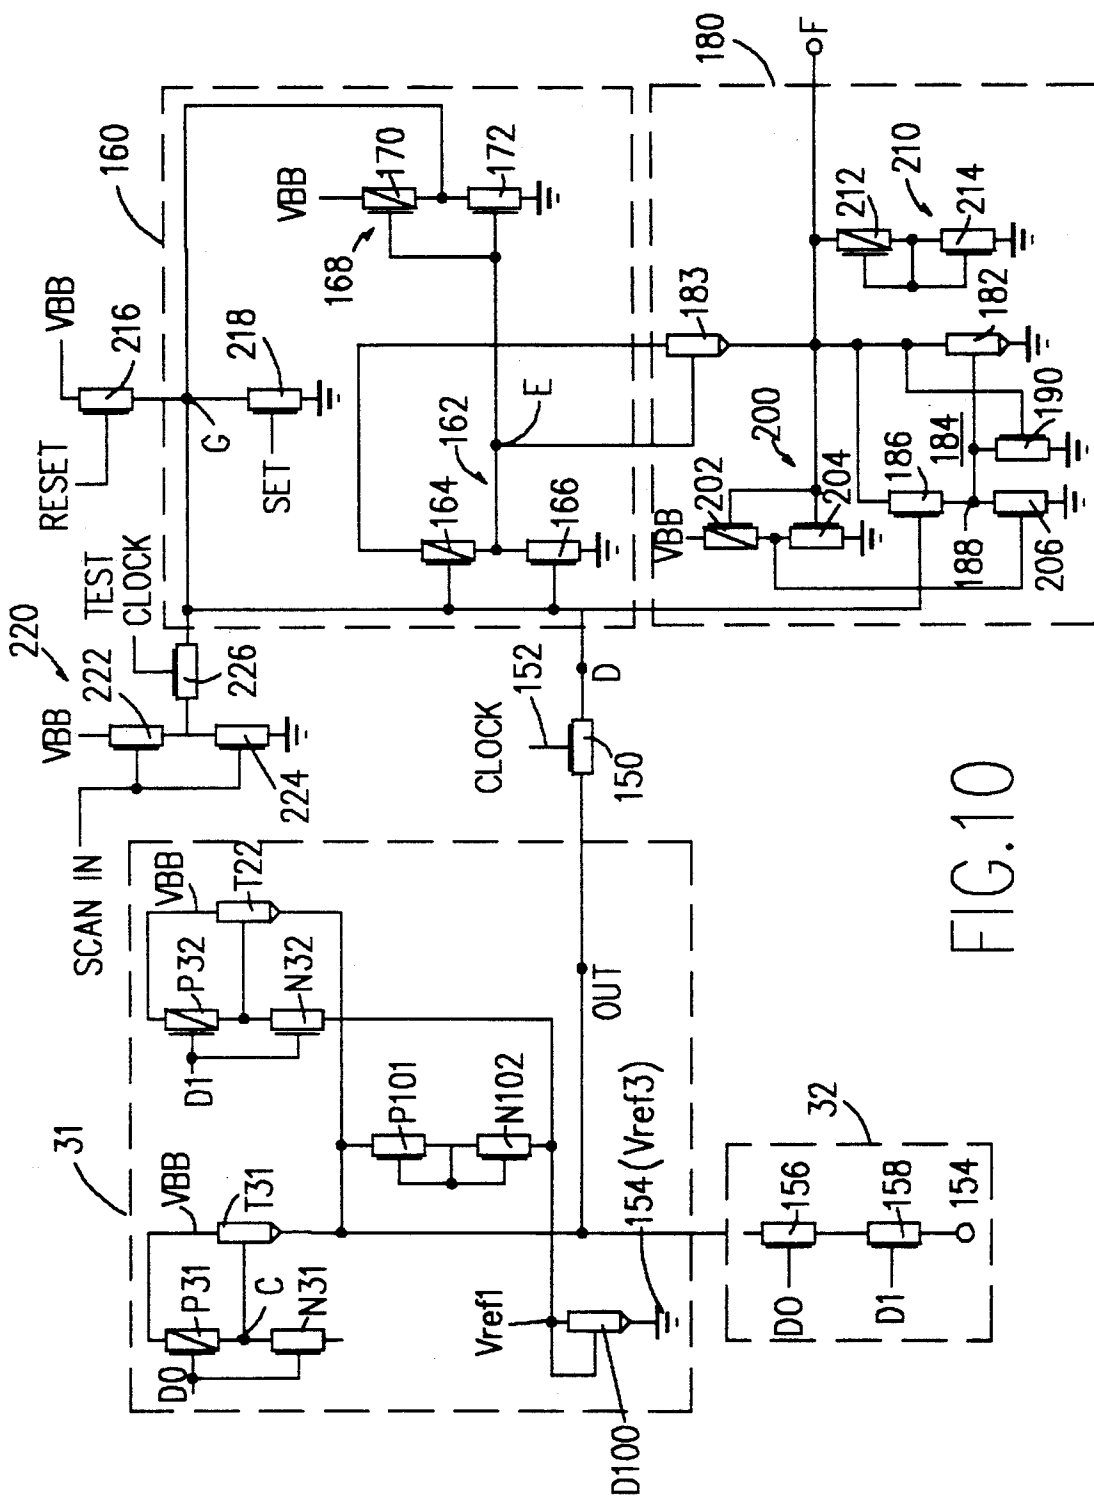 31
VBB
P31
T31
D0
C
N31
VBB
P32
T22
D1
N32
Vref1
P101
N102
D100
154 (Vref3)
OUT
32
D0
156
D1
158
154
SCAN IN
220
VBB
222
224
226
TEST
CLOCK
CLOCK
152
150
D
RESET
VBB
216
G
SET
218
160
VBB
170
168
172
162
164
166
E
180
F
183
VBB
202
200
204
212
210
214
182
184
186
188
190
206
FIG. 10